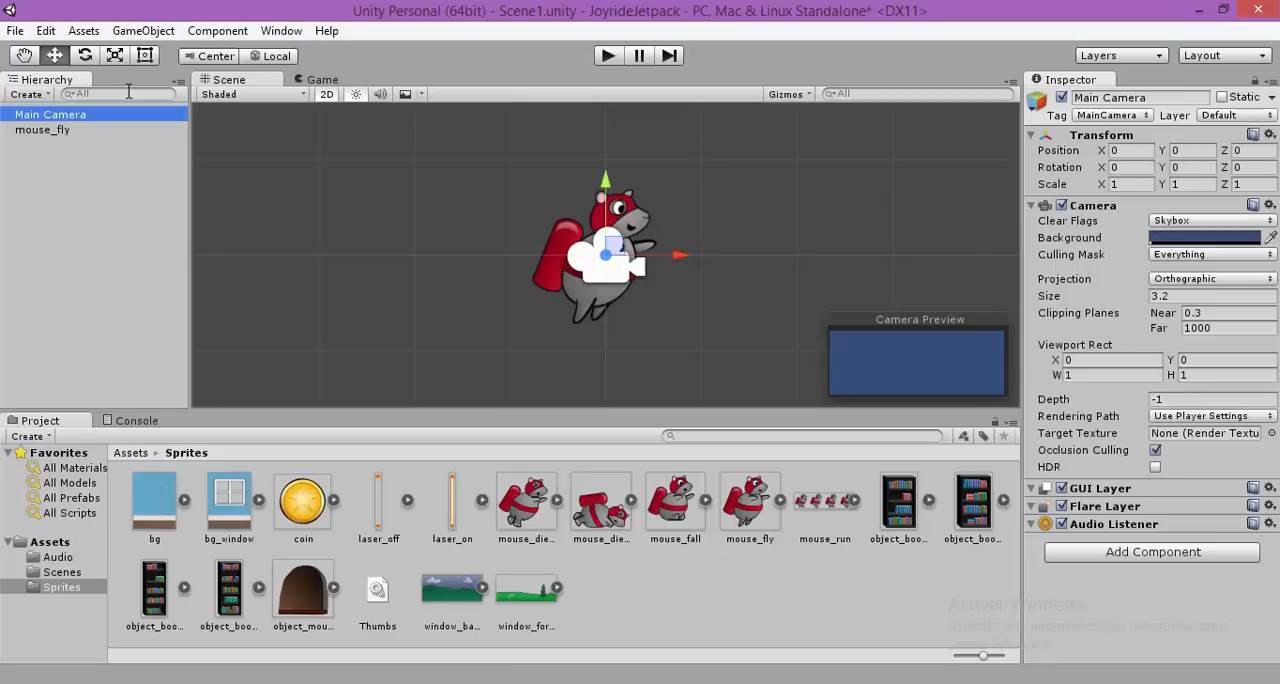 Unity Personal (64bit) - Scene1.unity - JoyrideJetpack - PC, Mac & Linux Standalone* <DX11>
File Edit Assets GameObject Component Window Help
Center Local Layers Layout
Hierarchy
Create All
Main Camera
mouse_fly
Scene Game
Shaded 2D Gizmos All
Camera Preview
Inspector
Main Camera Static
Tag MainCamera Layer Default
Transform
Position X 0 Y 0 Z 0
Rotation X 0 Y 0 Z 0
Scale X 1 Y 1 Z 1
Camera
Clear Flags Skybox
Background
Culling Mask Everything
Projection Orthographic
Size 3.2
Clipping Planes Near 0.3
Far 1000
Viewport Rect
X 0 Y 0
W 1 H 1
Depth -1
Rendering Path Use Player Settings
Target Texture None (Render Textu
Occlusion Culling
HDR
GUI Layer
Flare Layer
Audio Listener
Add Component
Project Console
Create
Favorites
All Materials
All Models
All Prefabs
All Scripts
Assets
Audio
Scenes
Sprites
Assets Sprites
bg bg_window coin laser_off laser_on mouse_die... mouse_die... mouse_fall mouse_fly mouse_run object_boo... object_boo...
object_boo... object_boo... object_mou... Thumbs window_ba... window_for...
Activer Windows